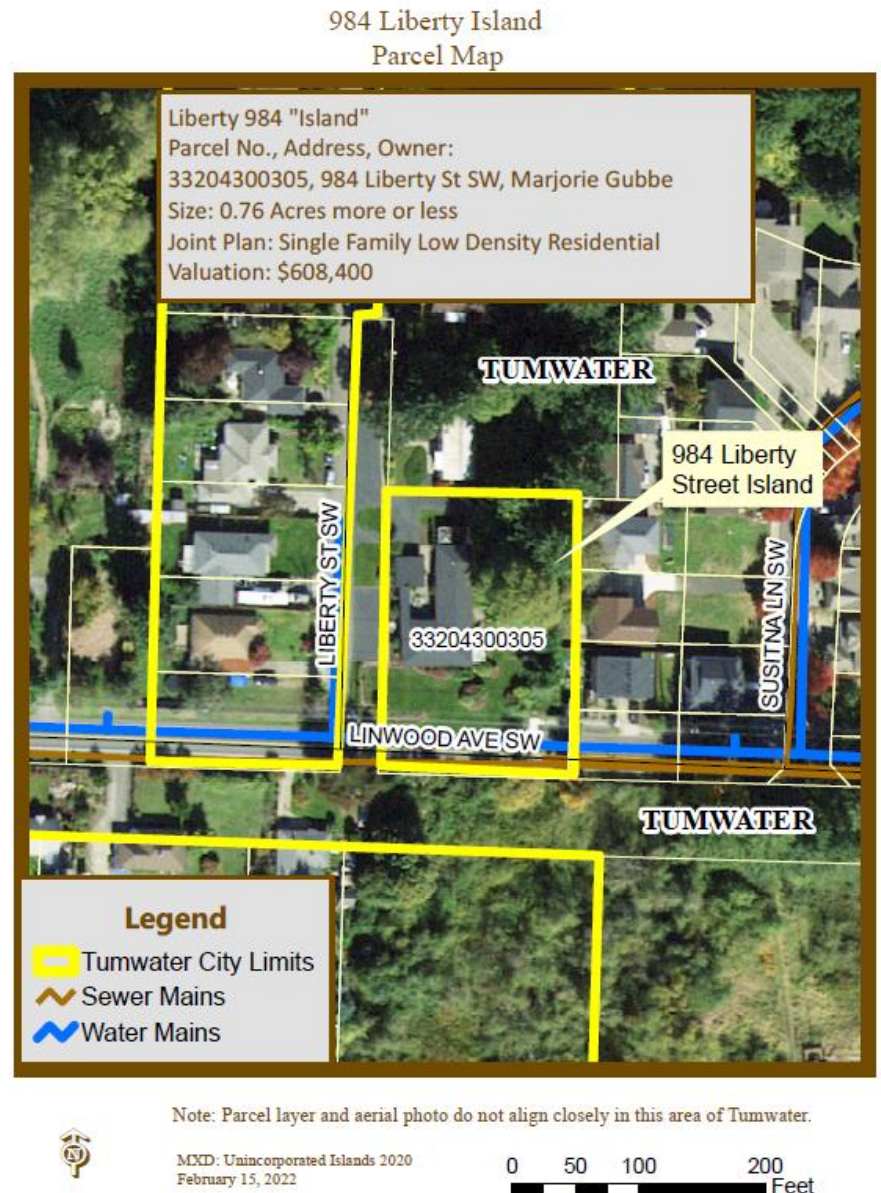 984 Liberty Island
Parcel Map
Liberty 984 "Island"
Parcel No., Address, Owner:
33204300305, 984 Liberty St SW, Marjorie Gubbe
Size: 0.76 Acres more or less
Joint Plan: Single Family Low Density Residential
Valuation: $608,400
TUMWATER
984 Liberty
Street Island
LIBERTY ST SW
33204300305
SUSITNA LN SW
LINWOOD AVE SW
TUMWATER
Legend
Tumwater City Limits
Sewer Mains
Water Mains
Note: Parcel layer and aerial photo do not align closely in this area of Tumwater.
N
MXD: Unincorporated Islands 2020
February 15, 2022
0 50 100 200
Feet